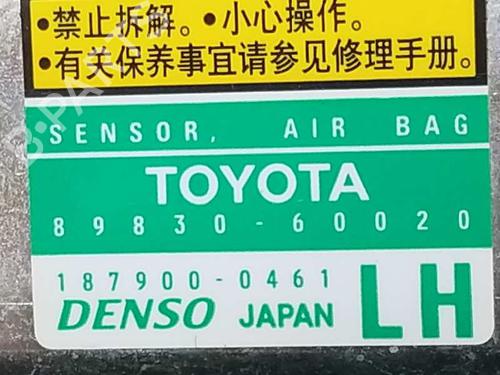 •禁止拆解。•小心操作。
•有关保养事宜请参见修理手册。
SENSOR, AIR BAG
TOYOTA
89830-60020
187900-0461
DENSO JAPAN LH